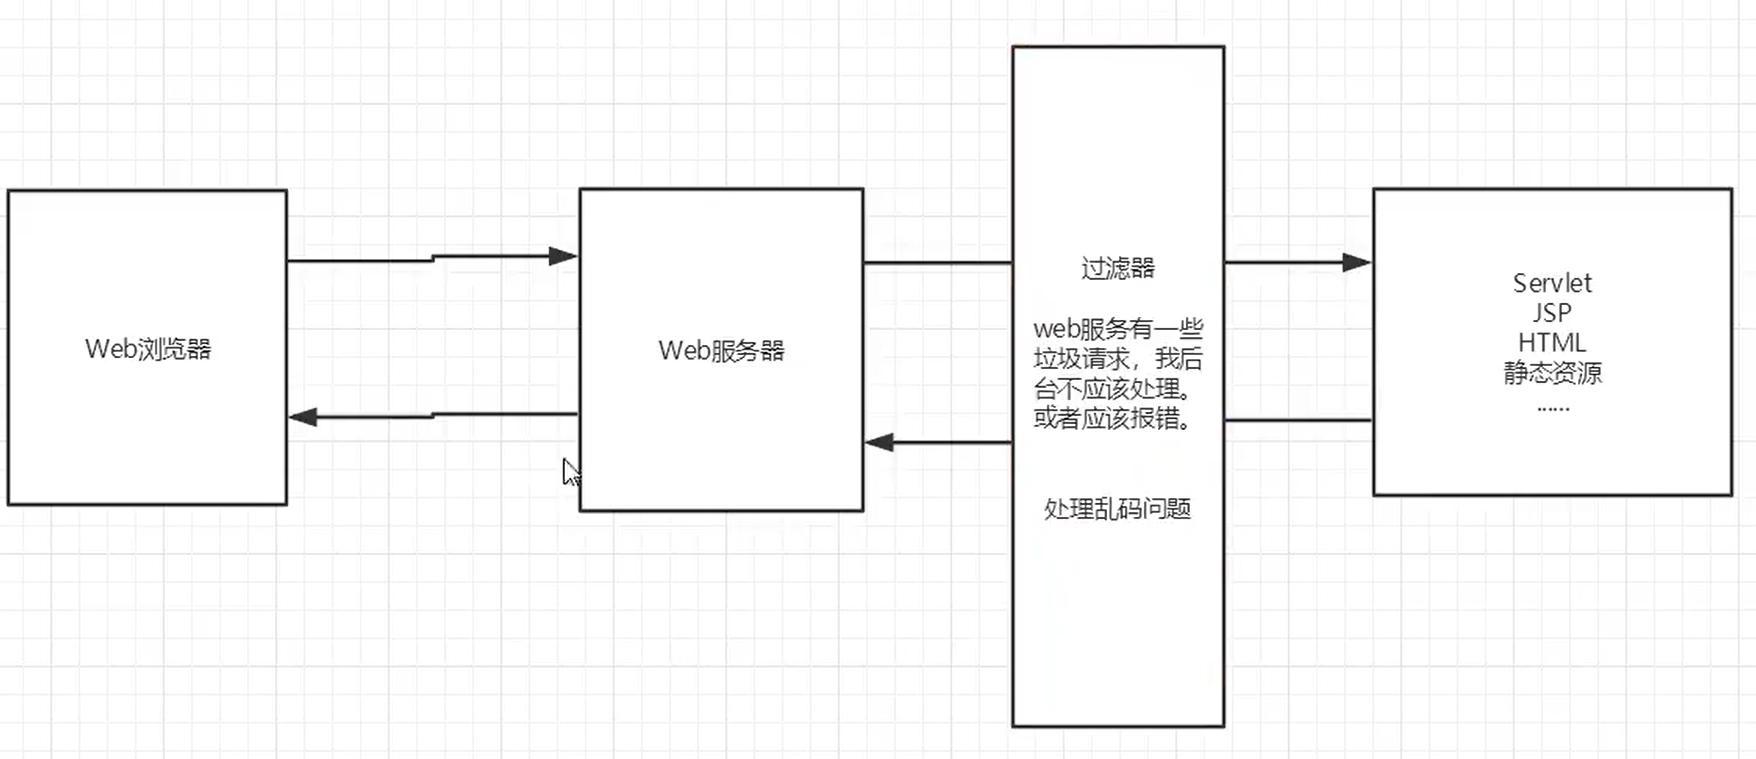 Web浏览器
Web服务器
过滤器
web服务有一些
垃圾请求，我后
台不应该处理。
或者应该报错。
处理乱码问题
Servlet
JSP
HTML
静态资源
......